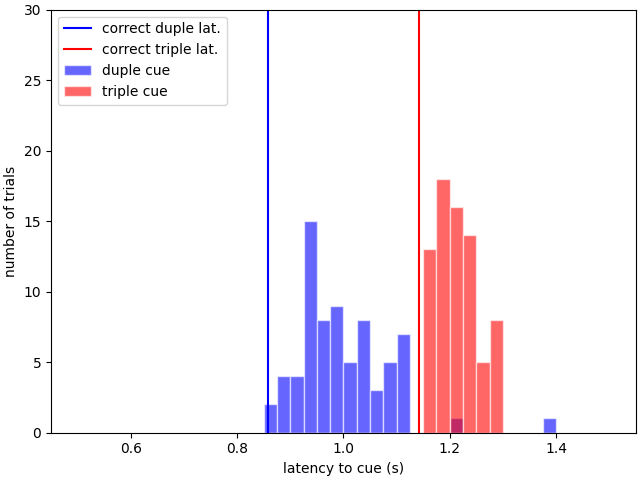 30
25
20
15
10
5
0
number of trials
correct duple lat.
correct triple lat.
duple cue
triple cue
0.6 0.8 1.0 1.2 1.4
latency to cue (s)